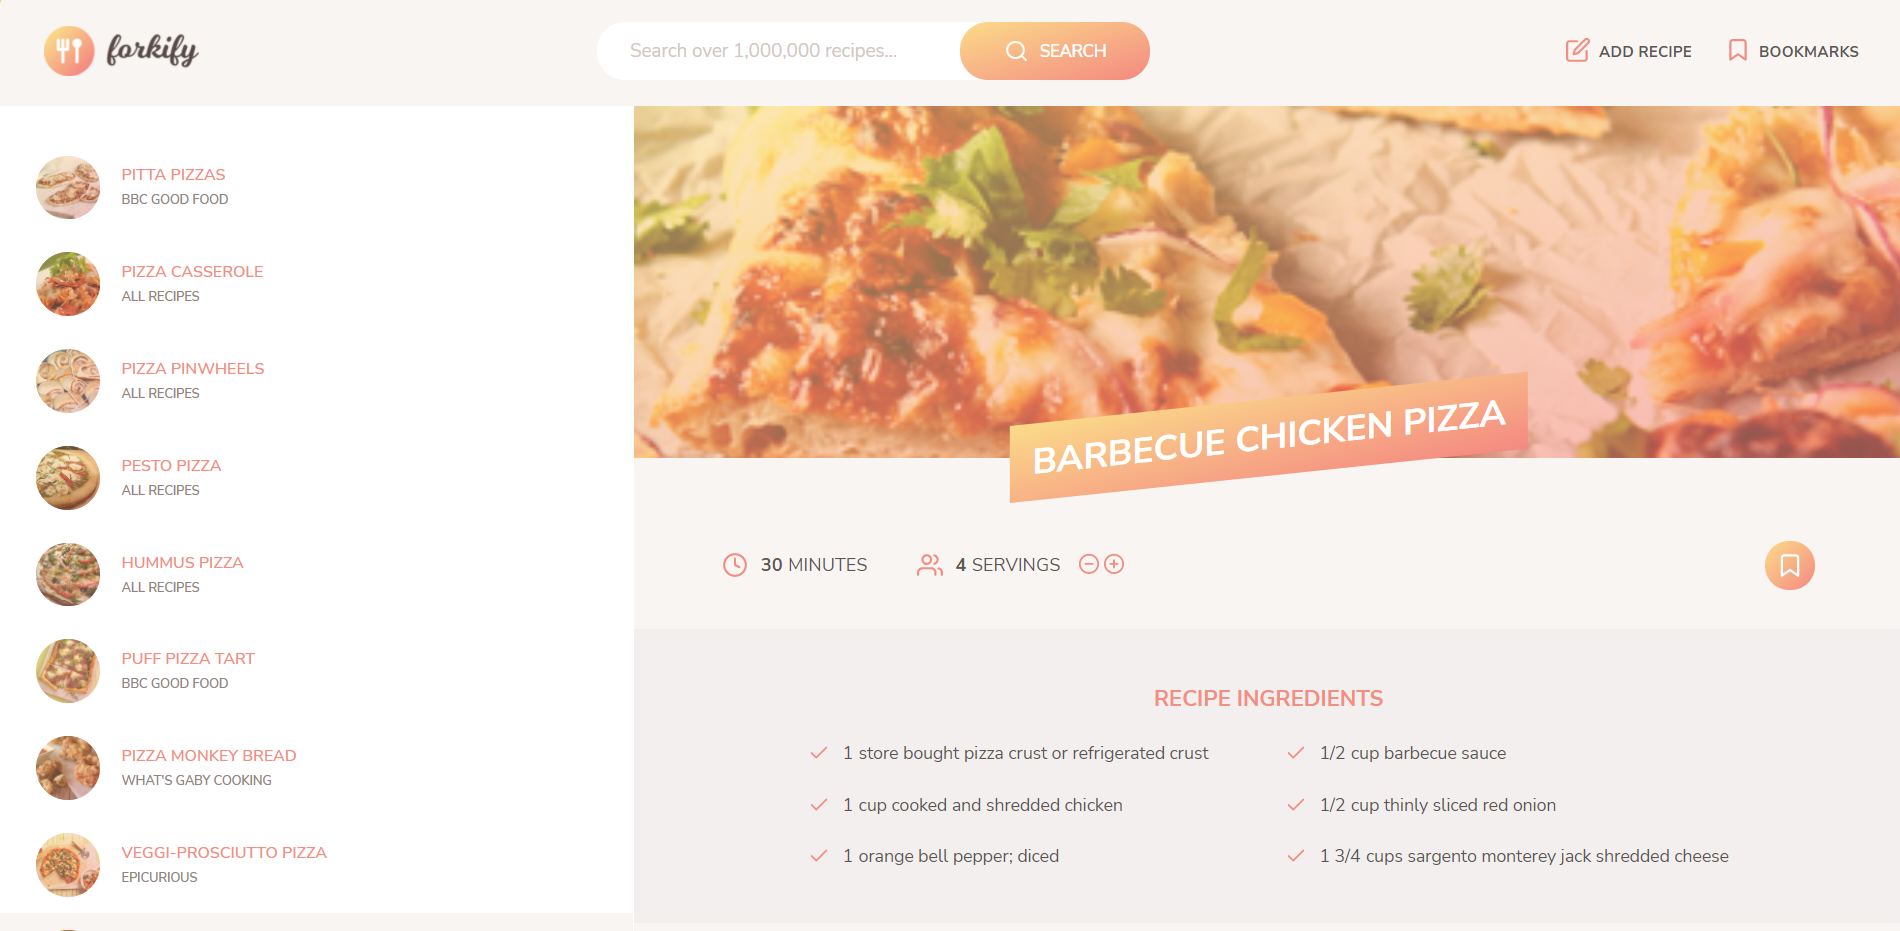 forkify
Search over 1,000,000 recipes...
SEARCH
ADD RECIPE
BOOKMARKS
PITTA PIZZAS
BBC GOOD FOOD
PIZZA CASSEROLE
ALL RECIPES
PIZZA PINWHEELS
ALL RECIPES
PESTO PIZZA
ALL RECIPES
HUMMUS PIZZA
ALL RECIPES
PUFF PIZZA TART
BBC GOOD FOOD
PIZZA MONKEY BREAD
WHAT'S GABY COOKING
VEGGI-PROSCIUTTO PIZZA
EPICURIOUS
BARBECUE CHICKEN PIZZA
30 MINUTES
4 SERVINGS
RECIPE INGREDIENTS
1 store bought pizza crust or refrigerated crust
1/2 cup barbecue sauce
1 cup cooked and shredded chicken
1/2 cup thinly sliced red onion
1 orange bell pepper; diced
1 3/4 cups sargento monterey jack shredded cheese